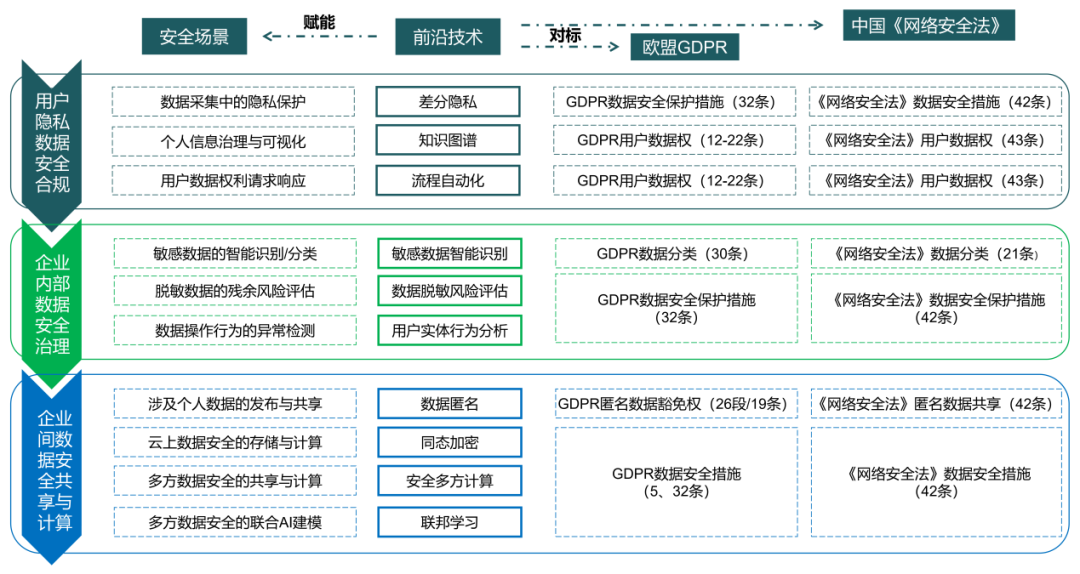 安全场景
赋能
前沿技术
对标
欧盟GDPR
中国《网络安全法》
用户
隐私
数据
安全
合规
数据采集中的隐私保护
差分隐私
GDPR数据安全保护措施（32条）
《网络安全法》数据安全措施（42条）
个人信息治理与可视化
知识图谱
GDPR用户数据权（12-22条）
《网络安全法》用户数据权（43条）
用户数据权利请求响应
流程自动化
GDPR用户数据权（12-22条）
《网络安全法》用户数据权（43条）
企业
内部
数据
安全
治理
敏感数据的智能识别/分类
敏感数据智能识别
GDPR数据分类（30条）
《网络安全法》数据分类（21条）
脱敏数据的残余风险评估
数据脱敏风险评估
GDPR数据安全保护措施
（32条）
《网络安全法》数据安全保护措施
（42条）
数据操作行为的异常检测
用户实体行为分析
企业
间数
据安
全共
享与
计算
涉及个人数据的发布与共享
数据匿名
GDPR匿名数据豁免权（26段/19条）
《网络安全法》匿名数据共享（42条）
云上数据安全的存储与计算
同态加密
多方数据安全的共享与计算
安全多方计算
GDPR数据安全措施
（5、32条）
《网络安全法》数据安全措施
（42条）
多方数据安全的联合AI建模
联邦学习